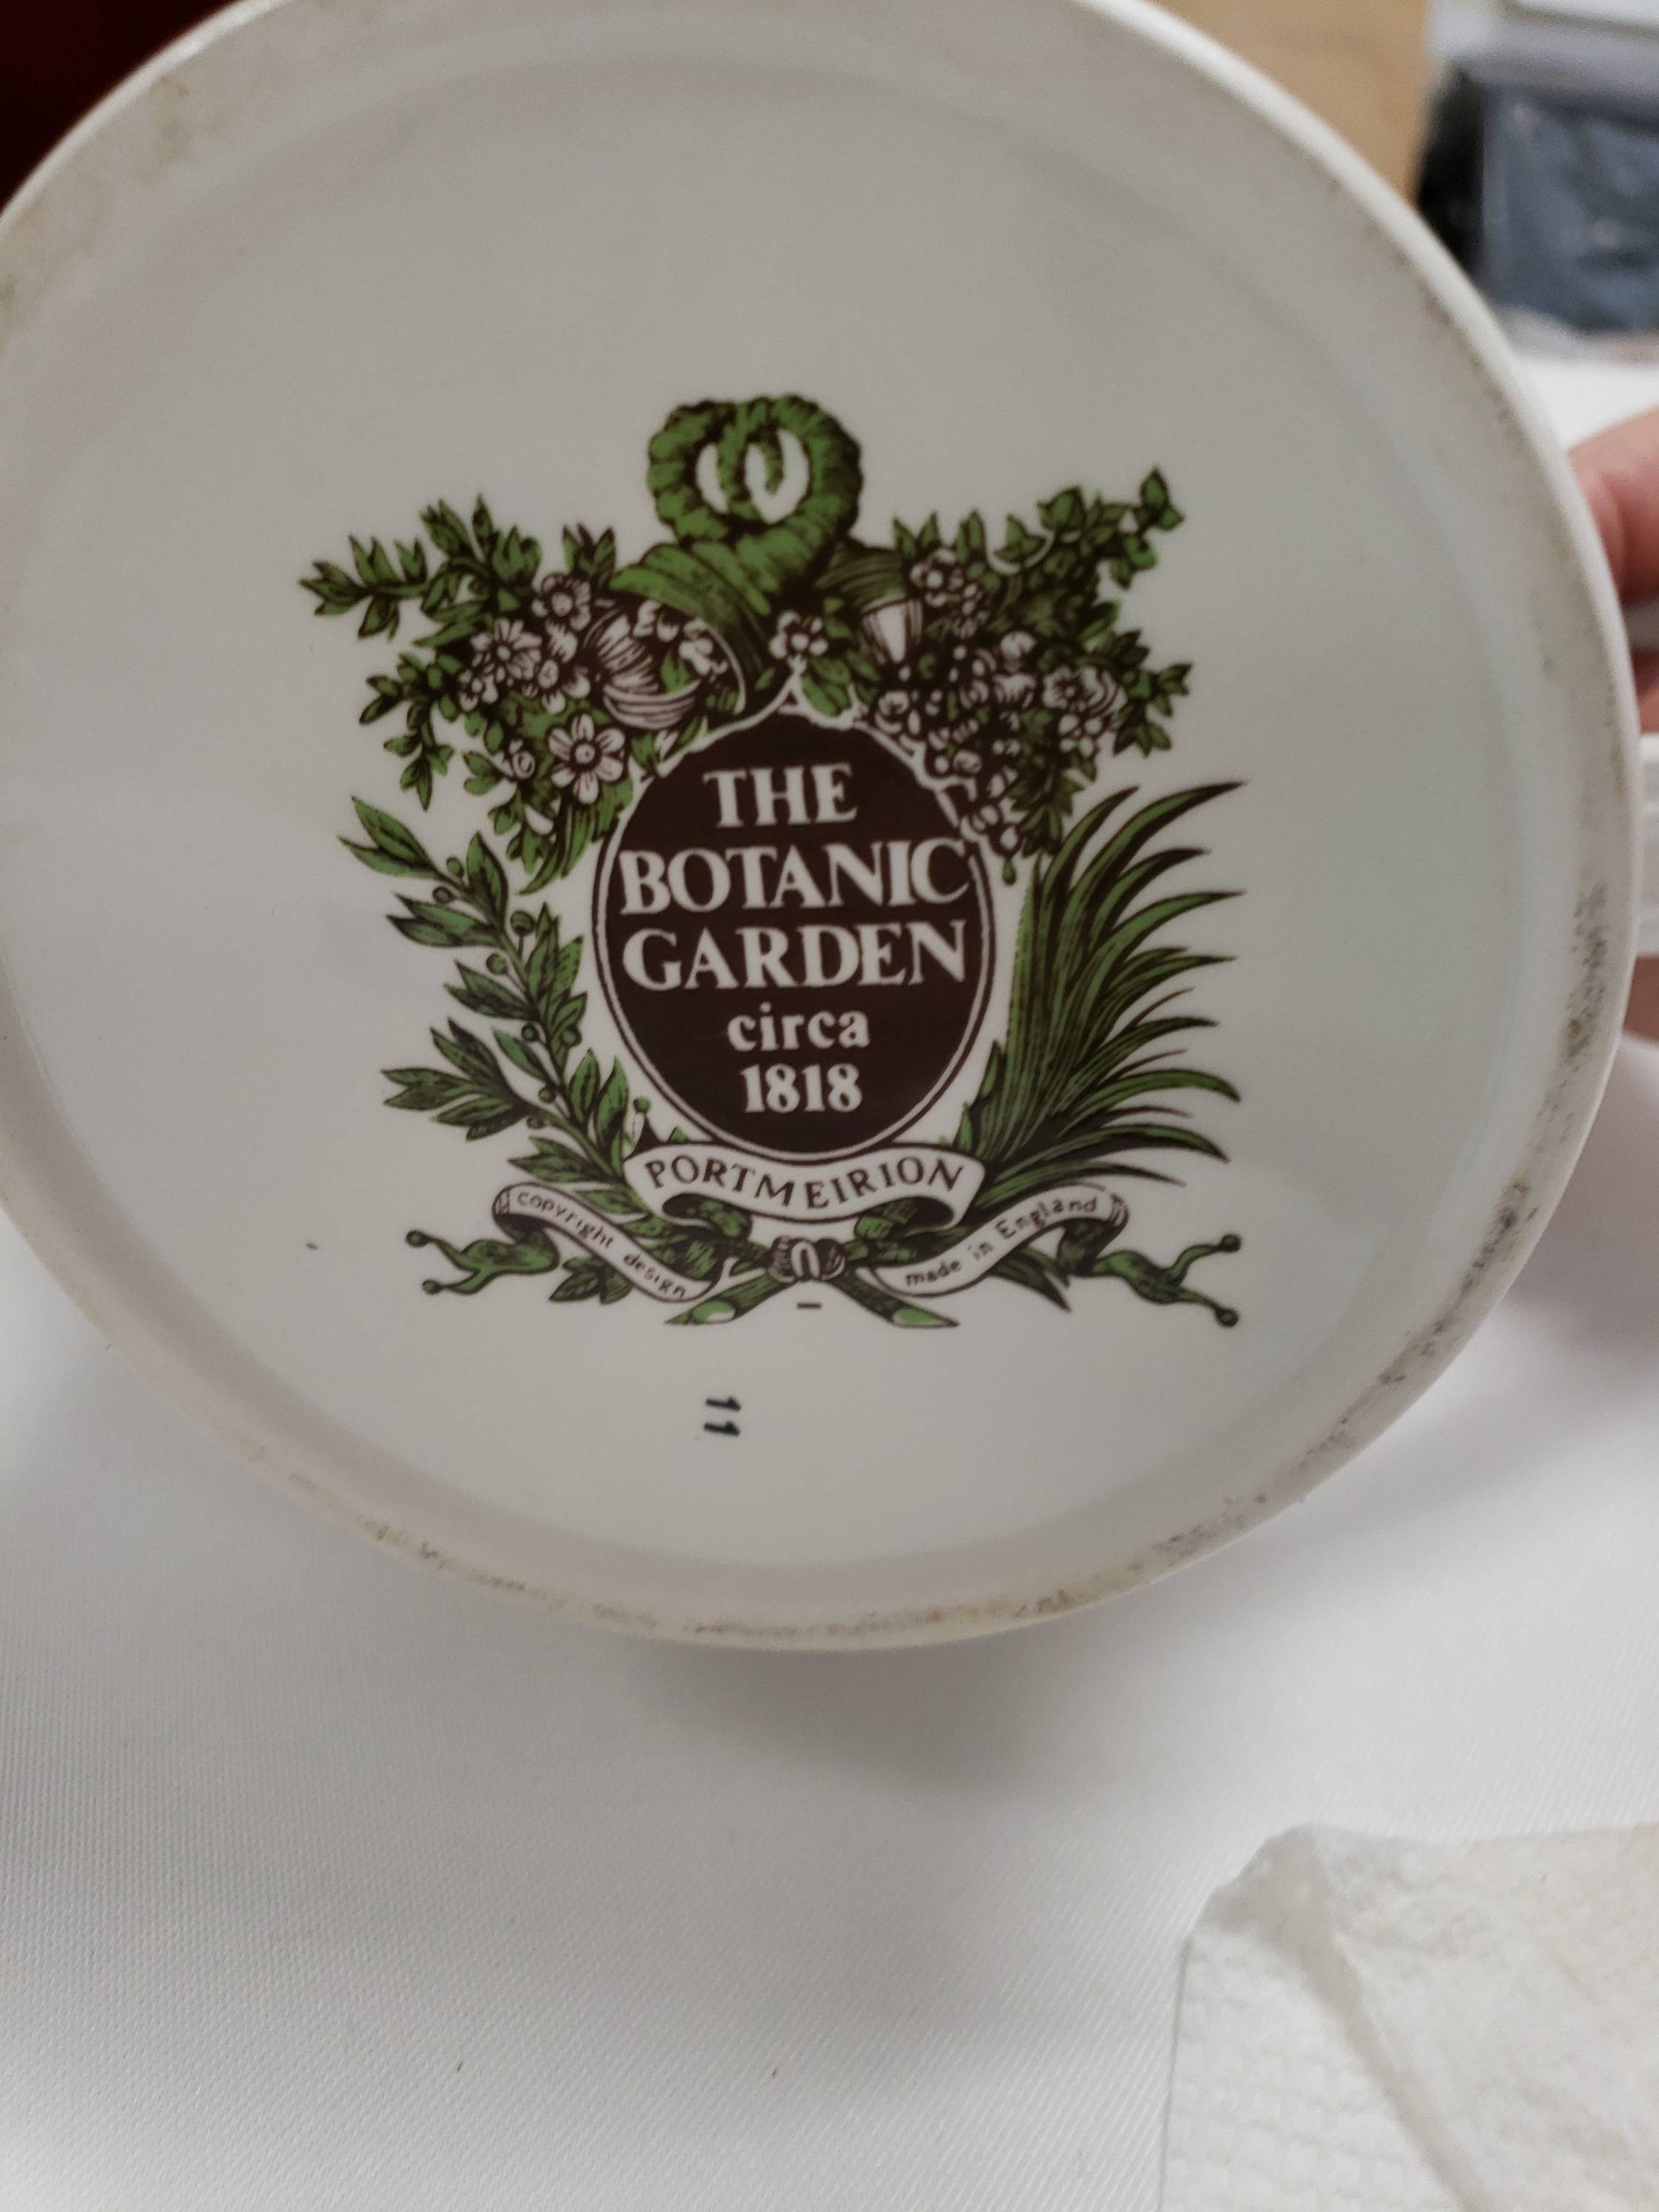 THE
BOTANIC
GARDEN
circa
1818
PORTMEIRION
copyright design
made in England
11